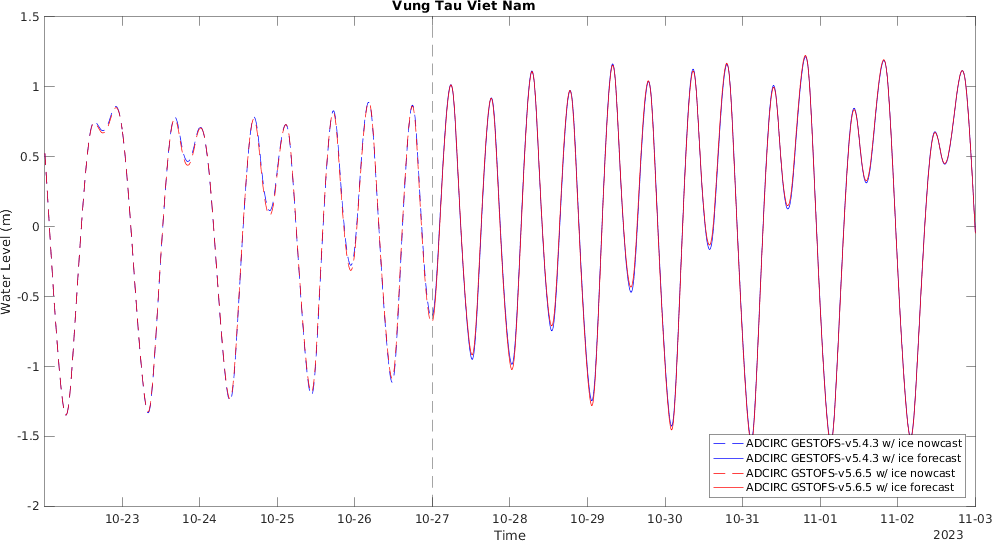 Vung Tau Viet Nam
1.5
1
0.5
0
-0.5
-1
-1.5
-2
Water Level (m)
ADCIRC GESTOFS-v5.4.3 w/ ice nowcast
ADCIRC GESTOFS-v5.4.3 w/ ice forecast
ADCIRC GSTOFS-v5.6.5 w/ ice nowcast
ADCIRC GSTOFS-v5.6.5 w/ ice forecast
10-23 10-24 10-25 10-26 10-27 10-28 10-29 10-30 10-31 11-01 11-02 11-03
Time
2023